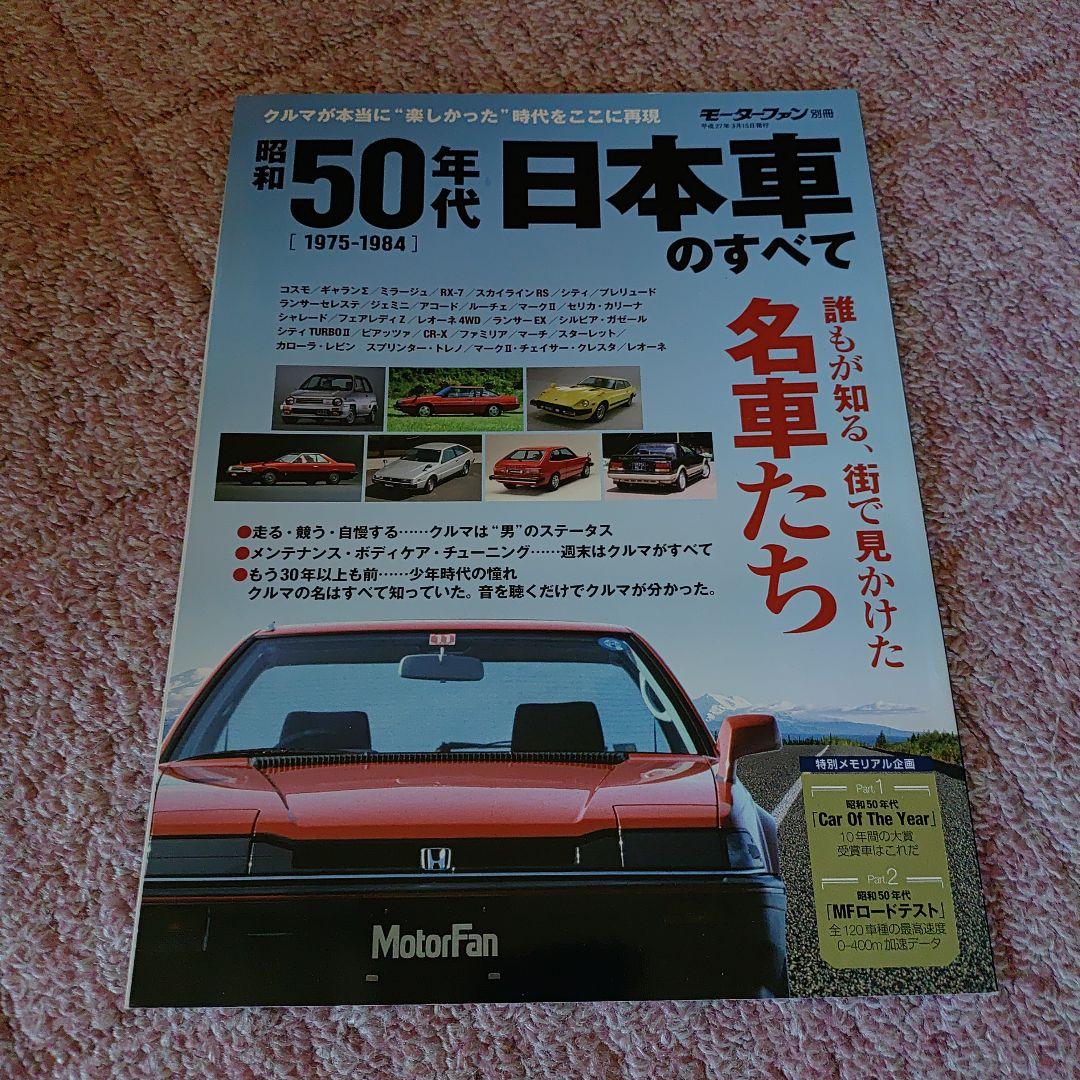 クルマが本当に“楽しかった”時代をここに再現
モーターファン別冊
平成27年3月15日発行
昭和50年代 日本車のすべて
[ 1975-1984 ]
コスモ／ギャランΣ／ミラージュ／RX-7／スカイラインRS／シティ／プレリュード
ランサーセレステ／ジェミニ／アコード／ルーチェ／マークⅡ／セリカ・カリーナ
シャレード／フェアレディZ／レオーネ4WD／ランサーEX／シルビア・ガゼール
シティTURBOⅡ／ピアッツァ／CR-X／ファミリア／マーチ／スターレット／
カローラ・レビン　スプリンター・トレノ／マークⅡ・チェイサー・クレスタ／レオーネ
誰もが知る、街で見かけた
名車たち
●走る・競う・自慢する……クルマは“男”のステータス
●メンテナンス・ボディケア・チューニング……週末はクルマがすべて
●もう30年以上も前……少年時代の憧れ
クルマの名はすべて知っていた。音を聴くだけでクルマが分かった。
特別メモリアル企画
Part.1
昭和50年代
「Car Of The Year」
10年間の大賞
受賞車はこれだ
Part.2
昭和50年代
「MFロードテスト」
全120車種の最高速度
0-400m加速データ
MotorFan